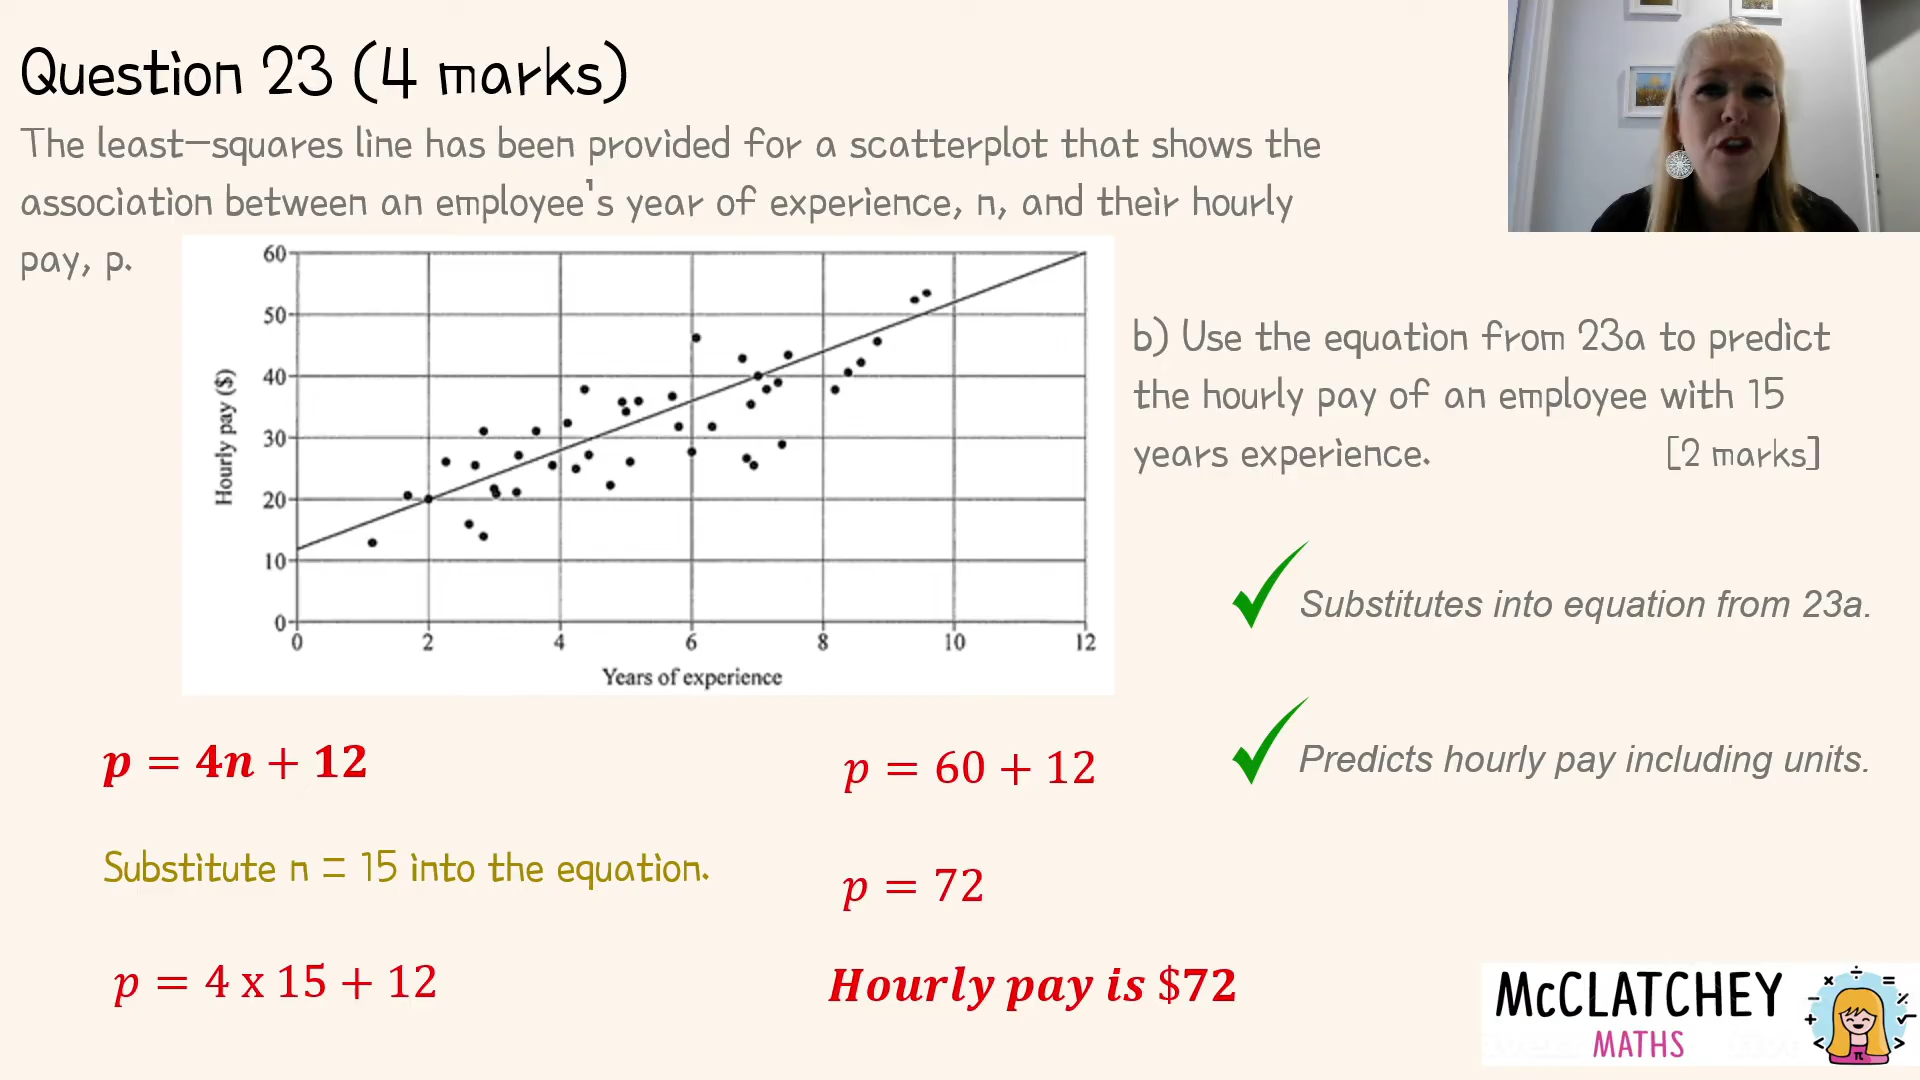 Question 23 (4 marks)
The least-squares line has been provided for a scatterplot that shows the
association between an employee's year of experience, n, and their hourly
pay, p.
60
50
40
30
20
10
0
Hourly pay ($)
0 2 4 6 8 10 12
Years of experience
b) Use the equation from 23a to predict
the hourly pay of an employee with 15
years experience. [2 marks]
Substitutes into equation from 23a.
Predicts hourly pay including units.
p = 4n + 12
Substitute n = 15 into the equation.
p = 4 x 15 + 12
p = 60 + 12
p = 72
Hourly pay is $72
McCLATCHEY
MATHS